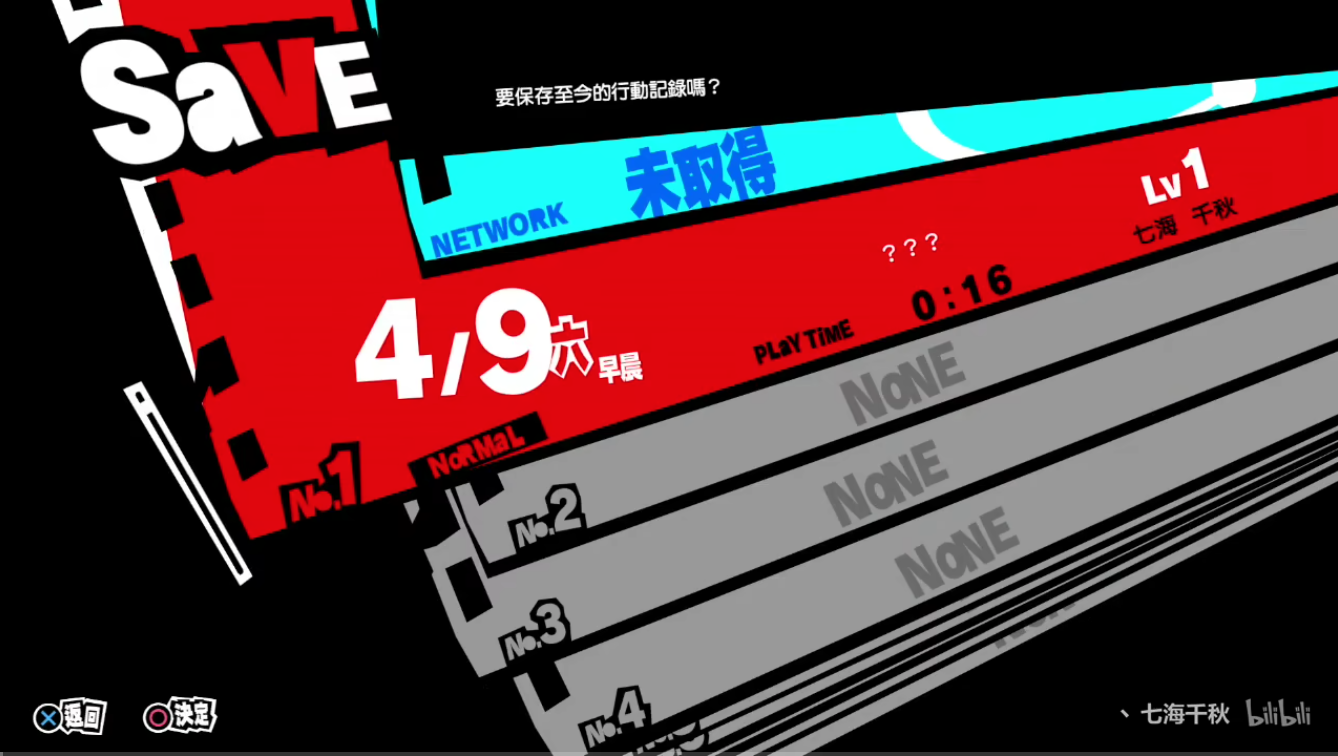 SaVE
要保存至今的行動記錄嗎？
NETWORK 未取得
Lv1
七海 千秋
？？？
4/9 六 早晨
PLaY TiME 0:16
No.1 NoRMaL
No.2 NoNE
No.3 NoNE
No.4 NoNE
返回 決定
、七海千秋 bilibili